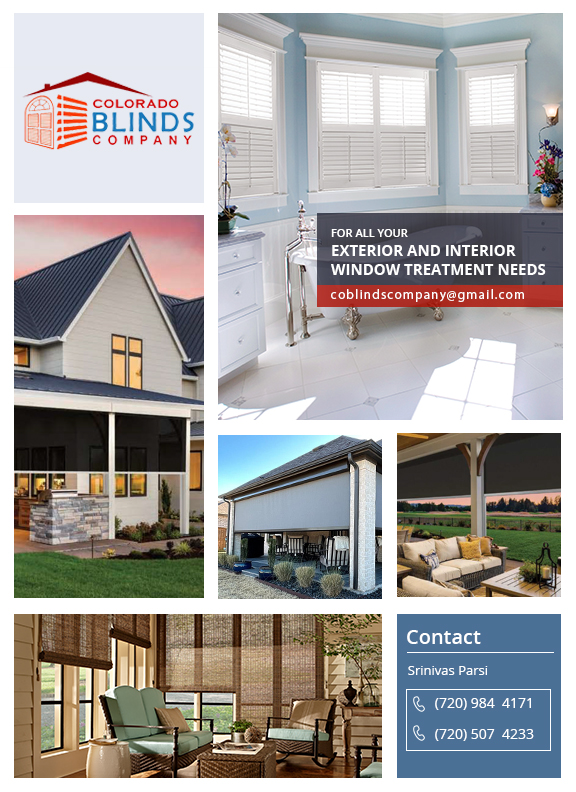 COLORADO
BLINDS
COMPANY
FOR ALL YOUR
EXTERIOR AND INTERIOR
WINDOW TREATMENT NEEDS
coblindscompany@gmail.com
Contact
Srinivas Parsi
(720) 984 4171
(720) 507 4233